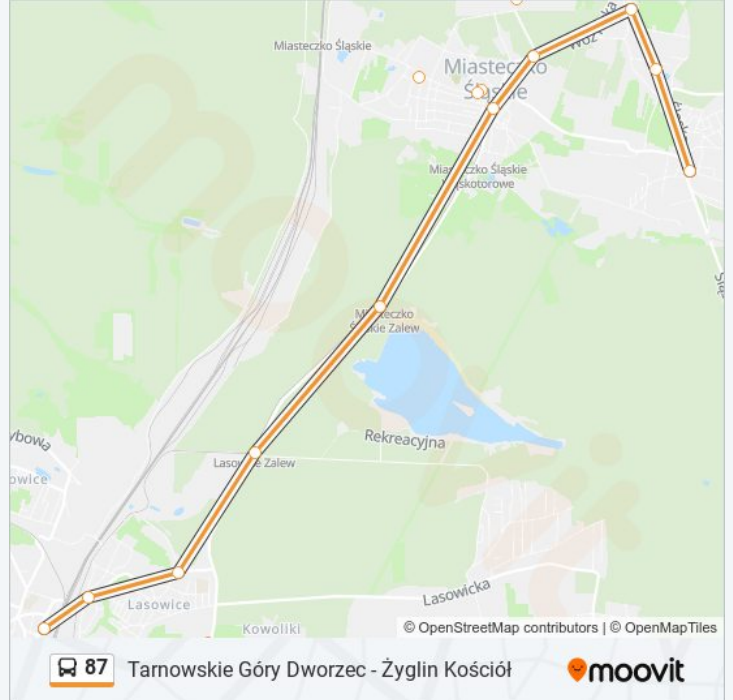 Miasteczko Śląskie
Miasteczko
Śląskie
Miasteczko Śląskie
Wąskotorowe
Miasteczko
Śląskie Zalew
Rekreacyjna
Lasowice Zalew
Lasowicka
Lasowice
Kowoliki
© OpenStreetMap contributors | © OpenMapTiles
87 Tarnowskie Góry Dworzec - Żyglin Kościół moovit